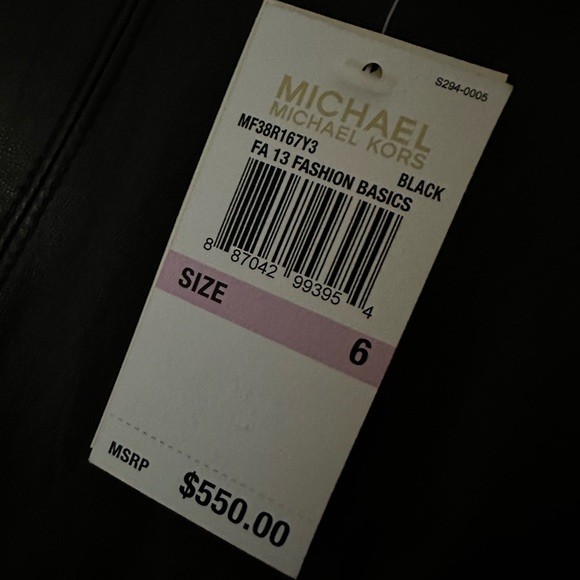 S294-0005
MICHAEL
MICHAEL KORS
MF38R167Y3 BLACK
FA 13 FASHION BASICS
8 87042 99395 4
SIZE 6
MSRP $550.00